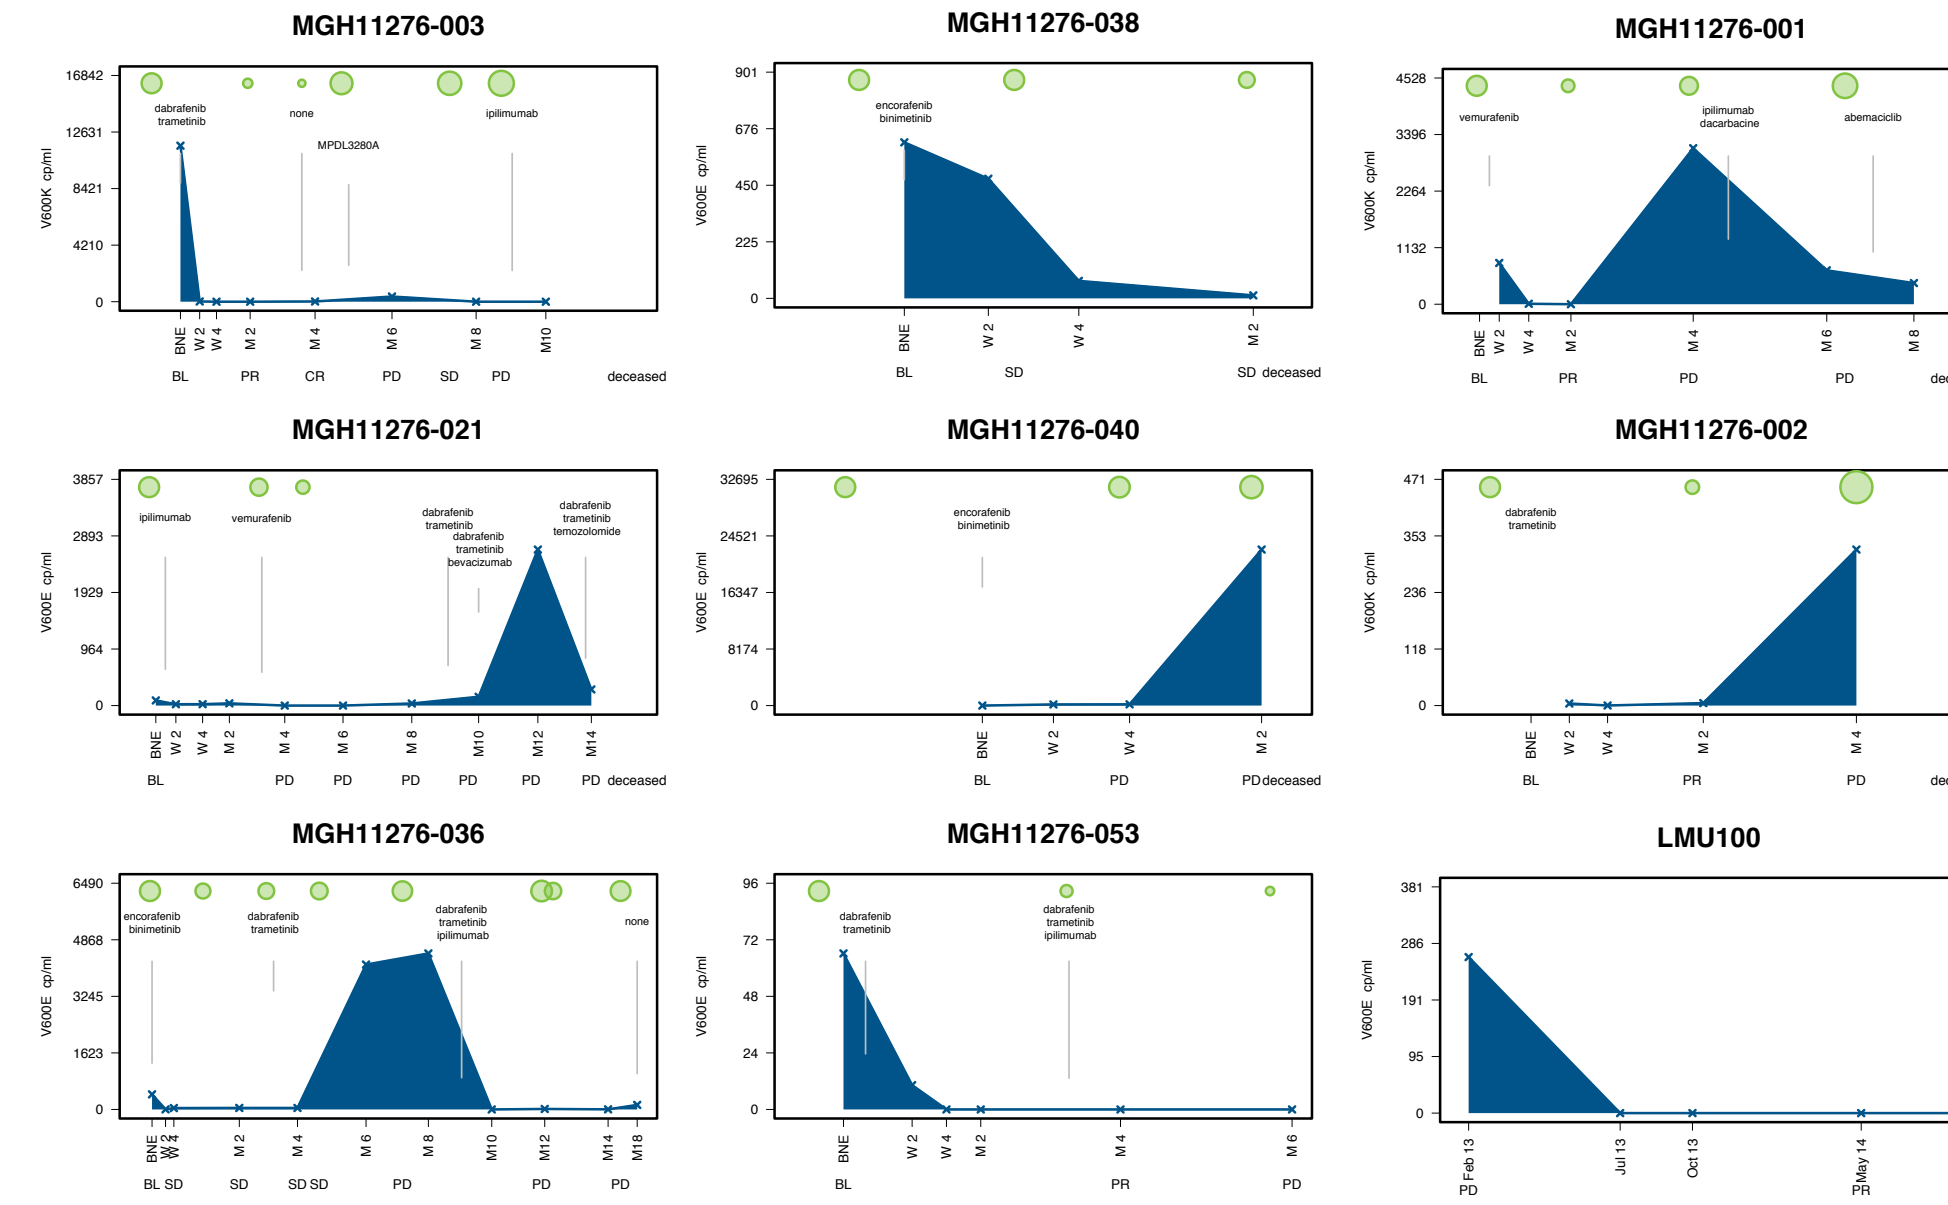 MGH11276-003
V600K cp/ml
16842
12631
8421
4210
0
dabrafenib
trametinib
none
MPDL3280A
ipilimumab
BNE
W 2
W 4
M 2
M 4
M 6
M 8
M10
BL
PR
CR
PD
SD
PD
deceased
MGH11276-038
V600E cp/ml
901
676
450
225
0
encorafenib
binimetinib
BNE
W 2
W 4
M 2
BL
SD
SD
deceased
MGH11276-001
V600K cp/ml
4528
3396
2264
1132
0
vemurafenib
ipilimumab
dacarbacine
abemaciclib
BNE
W 2
W 4
M 2
M 4
M 6
M 8
BL
PR
PD
PD
MGH11276-021
V600E cp/ml
3857
2893
1929
964
0
ipilimumab
vemurafenib
dabrafenib
trametinib
dabrafenib
trametinib
bevacizumab
dabrafenib
trametinib
temozolomide
BNE
W 2
W 4
M 2
M 4
M 6
M 8
M10
M12
M14
BL
PD
PD
PD
PD
PD
PD
deceased
MGH11276-040
V600E cp/ml
32695
24521
16347
8174
0
encorafenib
binimetinib
BNE
W 2
W 4
M 2
BL
PD
PD
deceased
MGH11276-002
V600K cp/ml
471
353
236
118
0
dabrafenib
trametinib
BNE
W 2
W 4
M 2
M 4
BL
PR
PD
MGH11276-036
V600E cp/ml
6490
4868
3245
1623
0
encorafenib
binimetinib
dabrafenib
trametinib
dabrafenib
trametinib
ipilimumab
none
BNE
W 2
W 4
M 2
M 4
M 6
M 8
M10
M12
M14
M18
BL
SD
SD
SD
SD
PD
PD
PD
MGH11276-053
V600E cp/ml
96
72
48
24
0
dabrafenib
trametinib
dabrafenib
trametinib
ipilimumab
BNE
W 2
W 4
M 2
M 4
M 6
BL
PR
PD
LMU100
V600E cp/ml
381
286
191
95
0
Feb 13
Jul 13
Oct 13
May 14
PD
PR